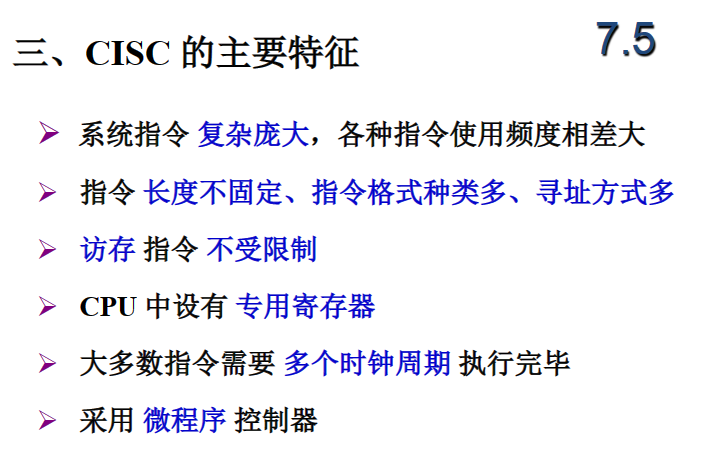 三、CISC 的主要特征
7.5
系统指令 复杂庞大，各种指令使用频度相差大
指令 长度不固定、指令格式种类多、寻址方式多
访存 指令 不受限制
CPU 中设有 专用寄存器
大多数指令需要 多个时钟周期 执行完毕
采用 微程序 控制器